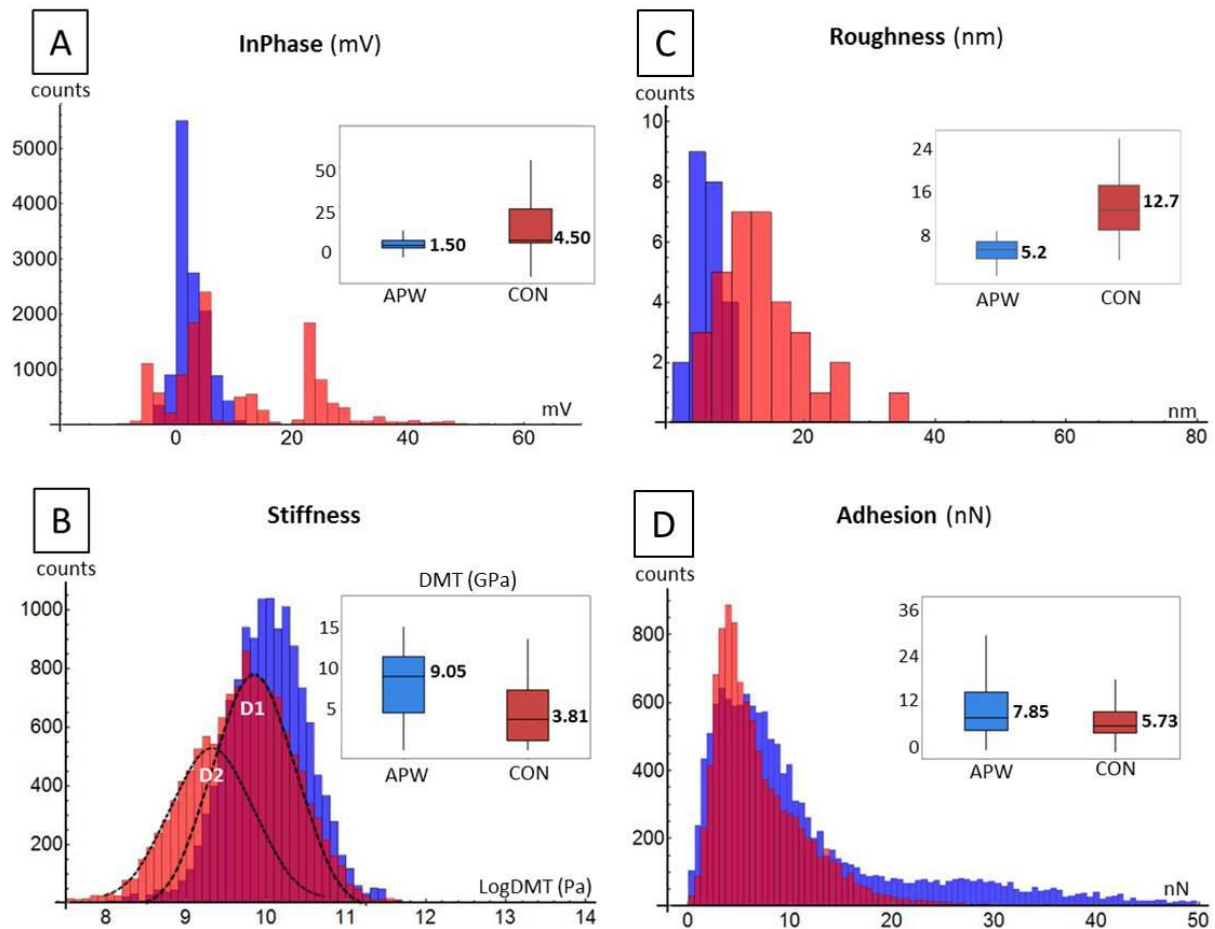 A
InPhase (mV)
counts
5000
4000
3000
2000
1000
0
20
40
60
mV
50
25
0
1.50
4.50
APW
CON
C
Roughness (nm)
counts
10
8
6
4
2
20
40
60
80
nm
24
16
8
5.2
12.7
APW
CON
B
Stiffness
counts
1000
800
600
400
200
8
9
10
11
12
13
14
LogDMT (Pa)
D1
D2
DMT (GPa)
15
10
5
9.05
3.81
APW
CON
D
Adhesion (nN)
counts
800
600
400
200
0
10
20
30
40
50
nN
36
24
12
0
7.85
5.73
APW
CON